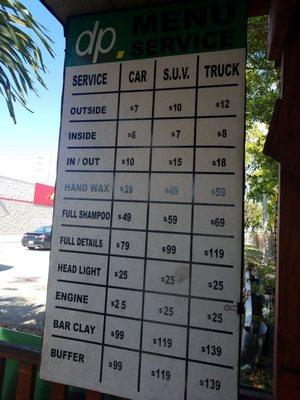 dp. MENU
SERVICE
SERVICE CAR S.U.V. TRUCK
OUTSIDE $7 $10 $12
INSIDE $6 $7 $8
IN / OUT $10 $15 $18
HAND WAX $39 $49 $58
FULL SHAMPOO $49 $59 $69
FULL DETAILS $79 $99 $119
HEAD LIGHT $25 $25 $25
ENGINE $25 $25 $25
BAR CLAY $99 $119 $139
BUFFER $99 $119 $139